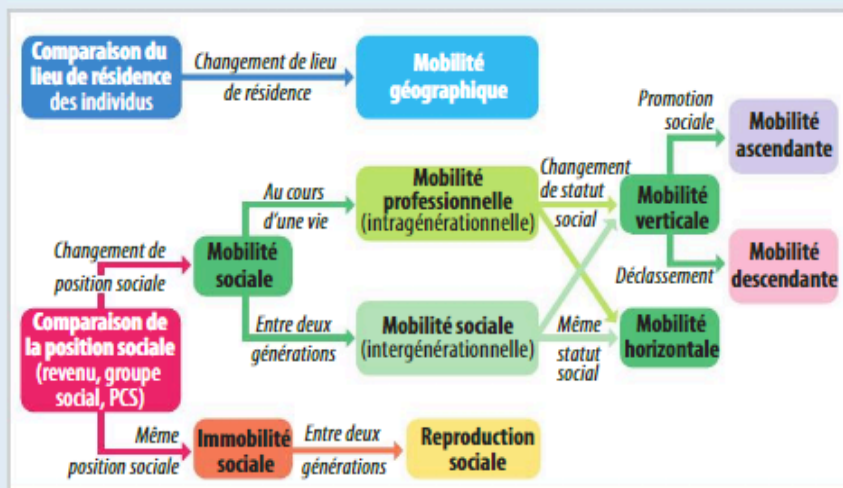 Comparaison du
lieu de résidence
des individus
Changement de lieu
de résidence
Mobilité
géographique
Promotion
sociale
Mobilité
ascendante
Au cours
d'une vie
Mobilité
professionnelle
(intragénérationnelle)
Changement
de statut
social
Mobilité
verticale
Changement de
position sociale
Mobilité
sociale
Déclassement
Mobilité
descendante
Comparaison de
la position sociale
(revenu, groupe
social, PCS)
Entre deux
générations
Mobilité sociale
(intergénérationnelle)
Même
statut
social
Mobilité
horizontale
Même
position sociale
Immobilité
sociale
Entre deux
générations
Reproduction
sociale